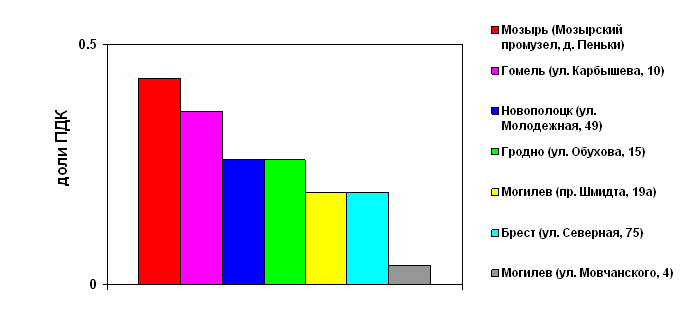 0.5
доли ПДК
0
Мозырь (Мозырский
промузел, д. Пеньки)
Гомель (ул. Карбышева, 10)
Новополоцк (ул.
Молодежная, 49)
Гродно (ул. Обухова, 15)
Могилев (пр. Шмидта, 19а)
Брест (ул. Северная, 75)
Могилев (ул. Мовчанского, 4)